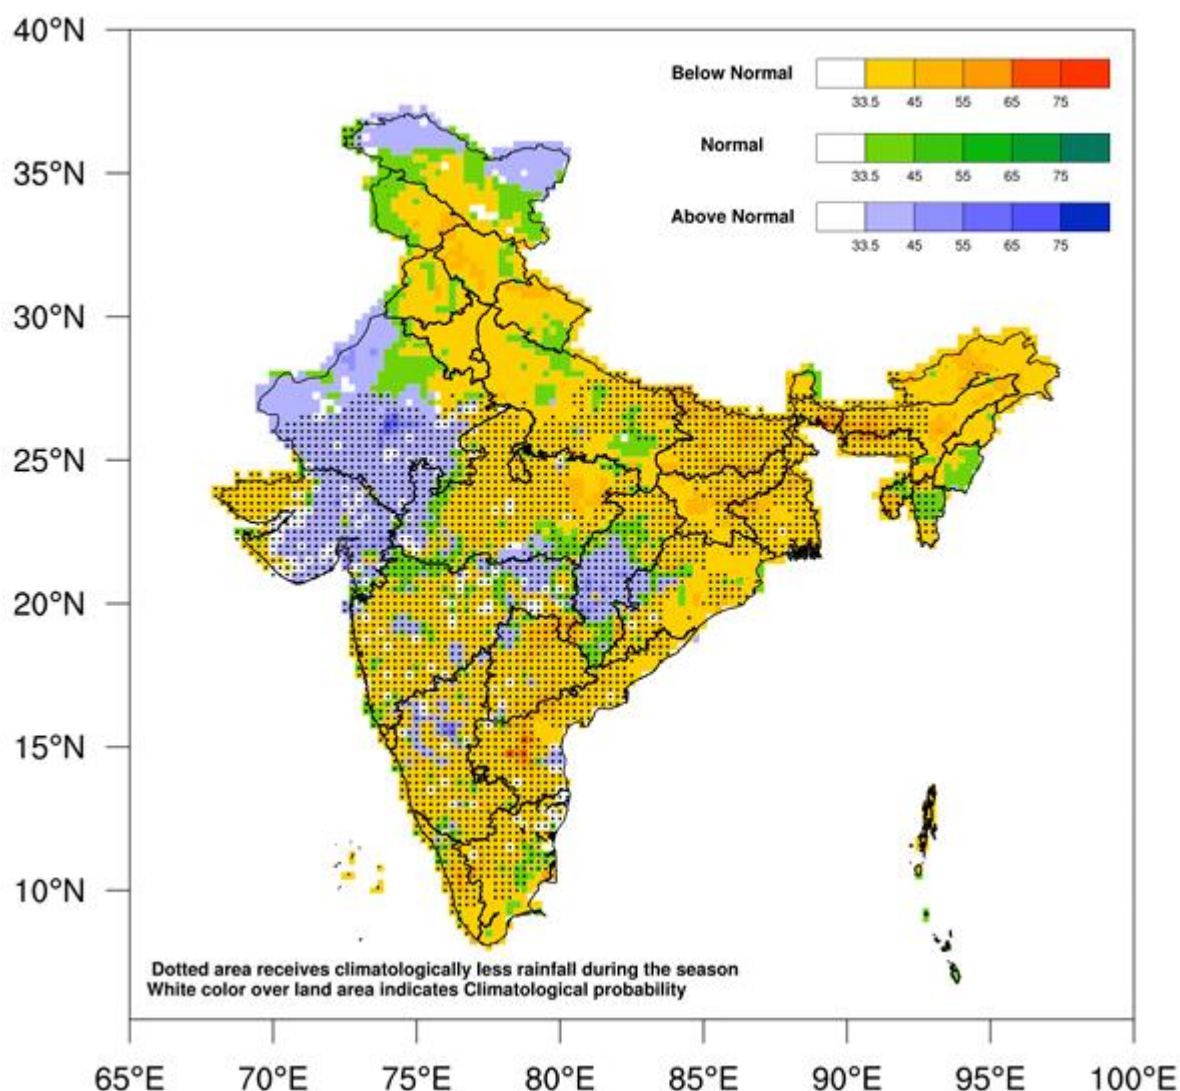 40°N
35°N
30°N
25°N
20°N
15°N
10°N
Below Normal
33.5 45 55 65 75
Normal
33.5 45 55 65 75
Above Normal
33.5 45 55 65 75
Dotted area receives climatologically less rainfall during the season
White color over land area indicates Climatological probability
65°E 70°E 75°E 80°E 85°E 90°E 95°E 100°E